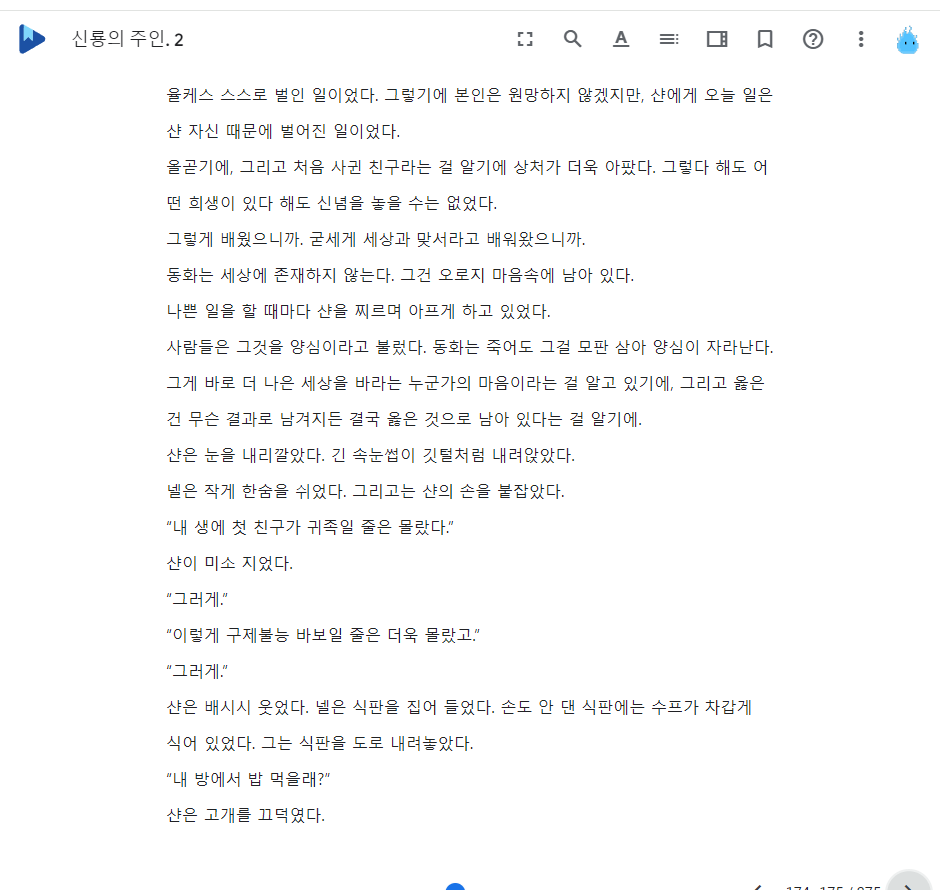 신룡의 주인. 2
율케스 스스로 벌인 일이었다. 그렇기에 본인은 원망하지 않겠지만, 샨에게 오늘 일은
샨 자신 때문에 벌어진 일이었다.
올곧기에, 그리고 처음 사귄 친구라는 걸 알기에 상처가 더욱 아팠다. 그렇다 해도 어
떤 희생이 있다 해도 신념을 놓을 수는 없었다.
그렇게 배웠으니까. 굳세게 세상과 맞서라고 배워왔으니까.
동화는 세상에 존재하지 않는다. 그건 오로지 마음속에 남아 있다.
나쁜 일을 할 때마다 샨을 찌르며 아프게 하고 있었다.
사람들은 그것을 양심이라고 불렀다. 동화는 죽어도 그걸 모판 삼아 양심이 자라난다.
그게 바로 더 나은 세상을 바라는 누군가의 마음이라는 걸 알고 있기에, 그리고 옳은
건 무슨 결과로 남겨지든 결국 옳은 것으로 남아 있다는 걸 알기에.
샨은 눈을 내리깔았다. 긴 속눈썹이 깃털처럼 내려앉았다.
넬은 작게 한숨을 쉬었다. 그리고는 샨의 손을 붙잡았다.
“내 생에 첫 친구가 귀족일 줄은 몰랐다.”
샨이 미소 지었다.
“그러게.”
“이렇게 구제불능 바보일 줄은 더욱 몰랐고.”
“그러게.”
샨은 배시시 웃었다. 넬은 식판을 집어 들었다. 손도 안 댄 식판에는 수프가 차갑게
식어 있었다. 그는 식판을 도로 내려놓았다.
“내 방에서 밥 먹을래?”
샨은 고개를 끄덕였다.